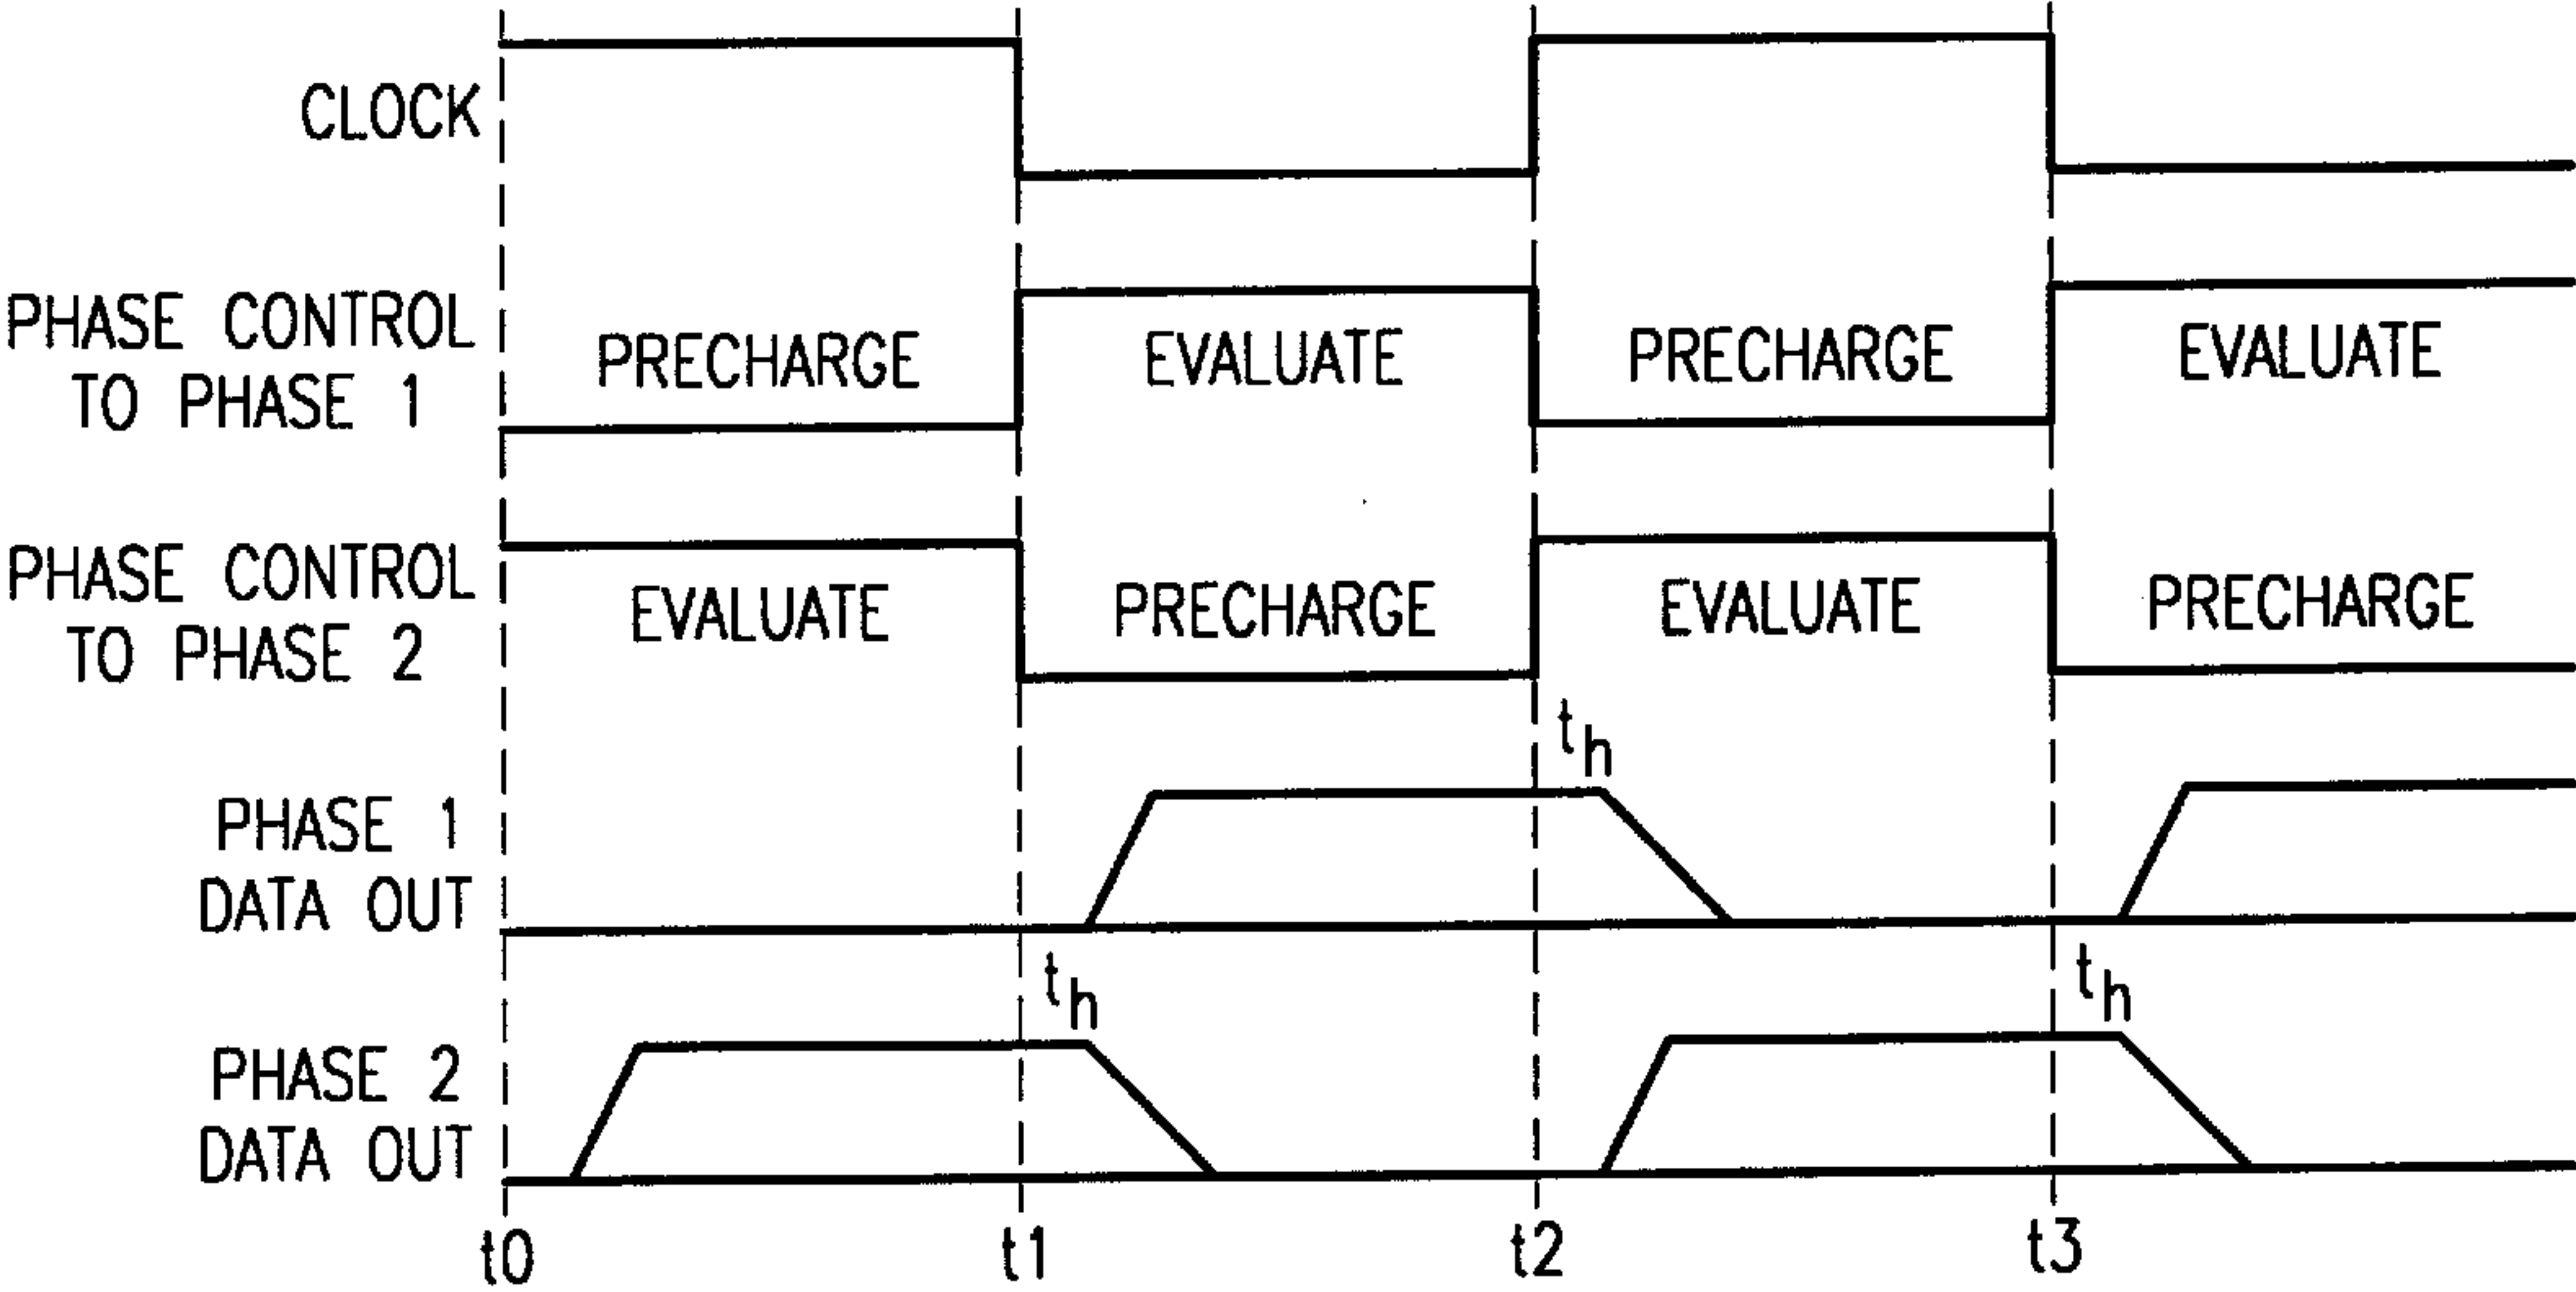 CLOCK
PHASE CONTROL
TO PHASE 1
PRECHARGE EVALUATE PRECHARGE EVALUATE
PHASE CONTROL
TO PHASE 2
EVALUATE PRECHARGE EVALUATE PRECHARGE
th
PHASE 1
DATA OUT
th th
PHASE 2
DATA OUT
t0 t1 t2 t3